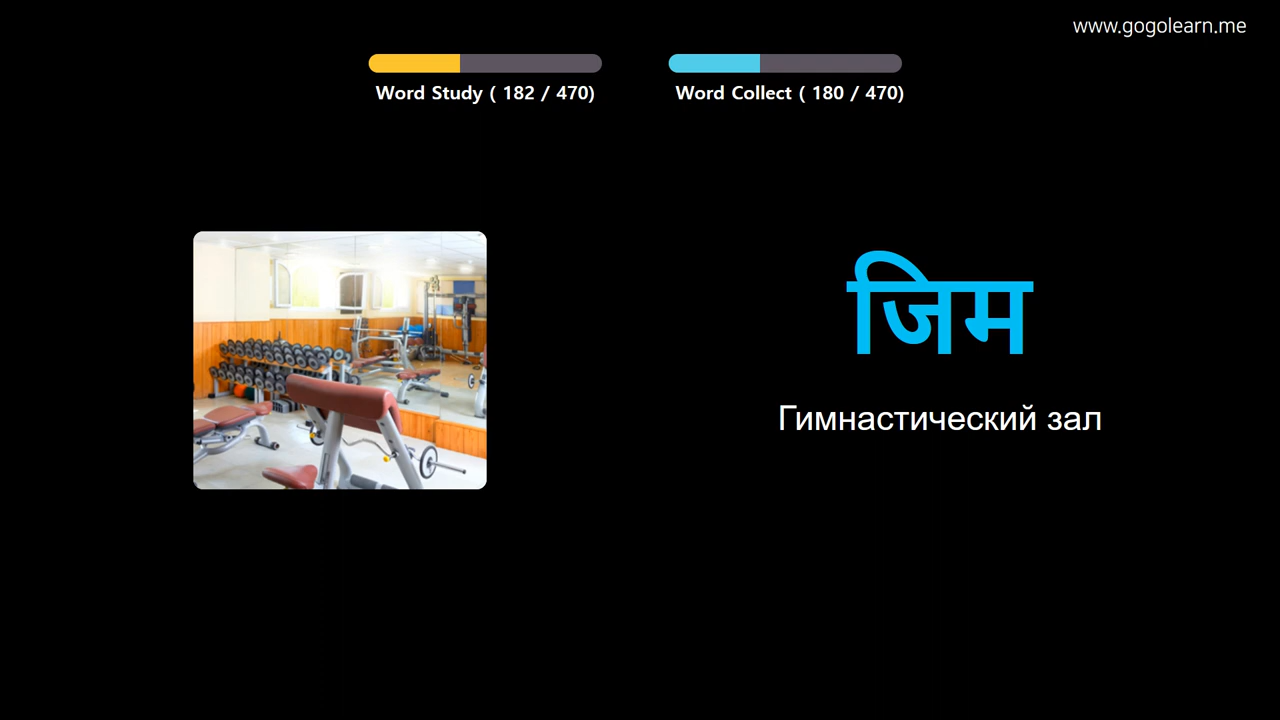 www.gogolearn.me
Word Study ( 182 / 470)
Word Collect ( 180 / 470)
जिम
Гимнастический зал